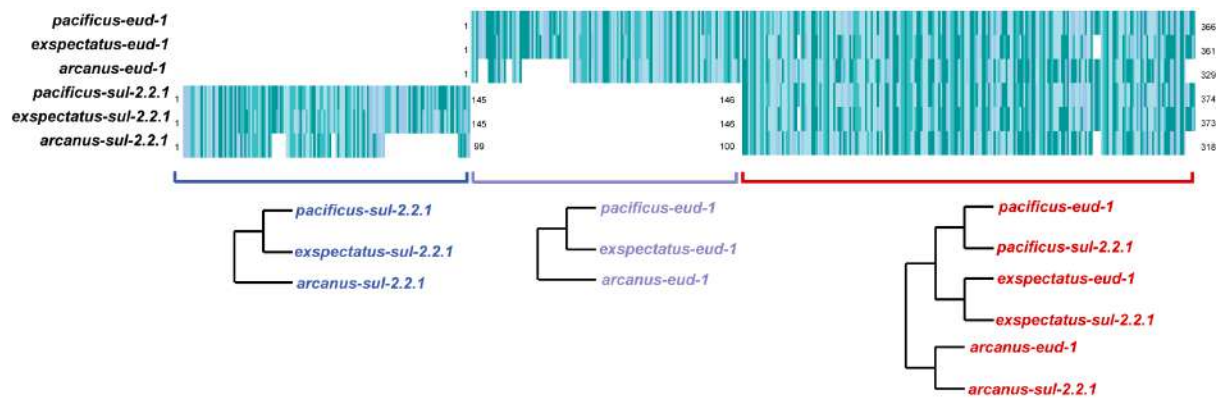 pacificus-eud-1 1 366
exspectatus-eud-1 1 361
arcanus-eud-1 1 329
pacificus-sul-2.2.1 1 145 146 374
exspectatus-sul-2.2.1 1 145 146 373
arcanus-sul-2.2.1 1 99 100 318
pacificus-sul-2.2.1
exspectatus-sul-2.2.1
arcanus-sul-2.2.1
pacificus-eud-1
exspectatus-eud-1
arcanus-eud-1
pacificus-eud-1
pacificus-sul-2.2.1
exspectatus-eud-1
exspectatus-sul-2.2.1
arcanus-eud-1
arcanus-sul-2.2.1